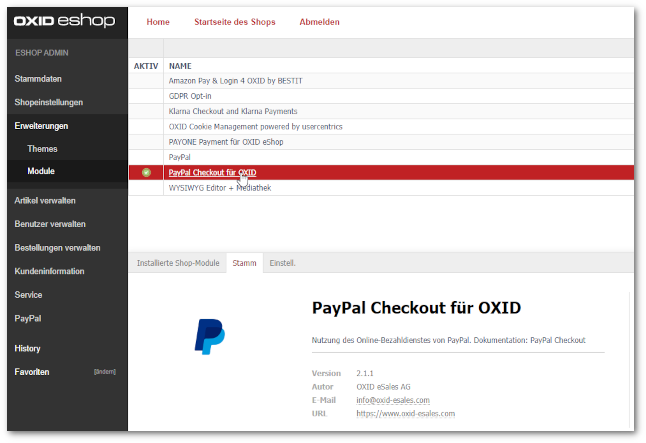 OXID eshop
Home Startseite des Shops Abmelden
ESHOP ADMIN
Stammdaten
Shopeinstellungen
Erweiterungen
Themes
Module
Artikel verwalten
Benutzer verwalten
Bestellungen verwalten
Kundeninformation
Service
PayPal
History
Favoriten [ändern]
AKTIV NAME
Amazon Pay & Login 4 OXID by BESTIT
GDPR Opt-in
Klarna Checkout and Klarna Payments
OXID Cookie Management powered by usercentrics
PAYONE Payment für OXID eShop
PayPal
PayPal Checkout für OXID
WYSIWYG Editor + Mediathek
Installierte Shop-Module Stamm Einstell.
PayPal Checkout für OXID
Nutzung des Online-Bezahldienstes von PayPal. Dokumentation: PayPal Checkout
Version 2.1.1
Autor OXID eSales AG
E-Mail info@oxid-esales.com
URL https://www.oxid-esales.com